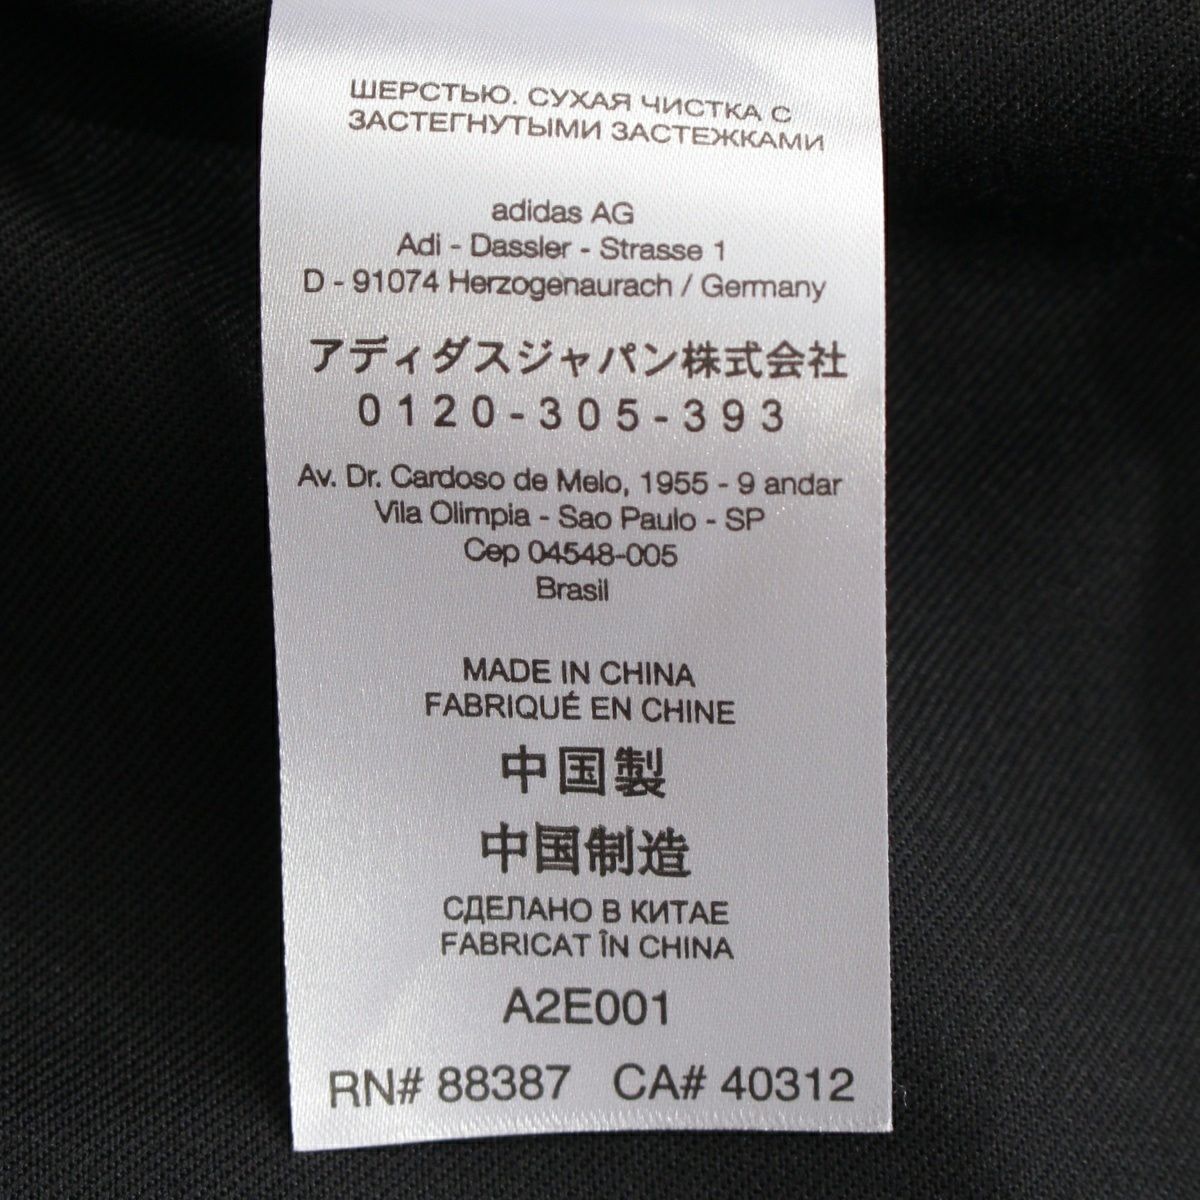 ШЕРСТЬЮ. СУХАЯ ЧИСТКА С
ЗАСТЕГНУТЫМИ ЗАСТЕЖКАМИ
adidas AG
Adi - Dassler - Strasse 1
D - 91074 Herzogenaurach / Germany
アディダスジャパン株式会社
0120-305-393
Av. Dr. Cardoso de Melo, 1955 - 9 andar
Vila Olimpia - Sao Paulo - SP
Cep 04548-005
Brasil
MADE IN CHINA
FABRIQUÉ EN CHINE
中国製
中国制造
СДЕЛАНО В КИТАЕ
FABRICAT ÎN CHINA
A2E001
RN# 88387 CA# 40312